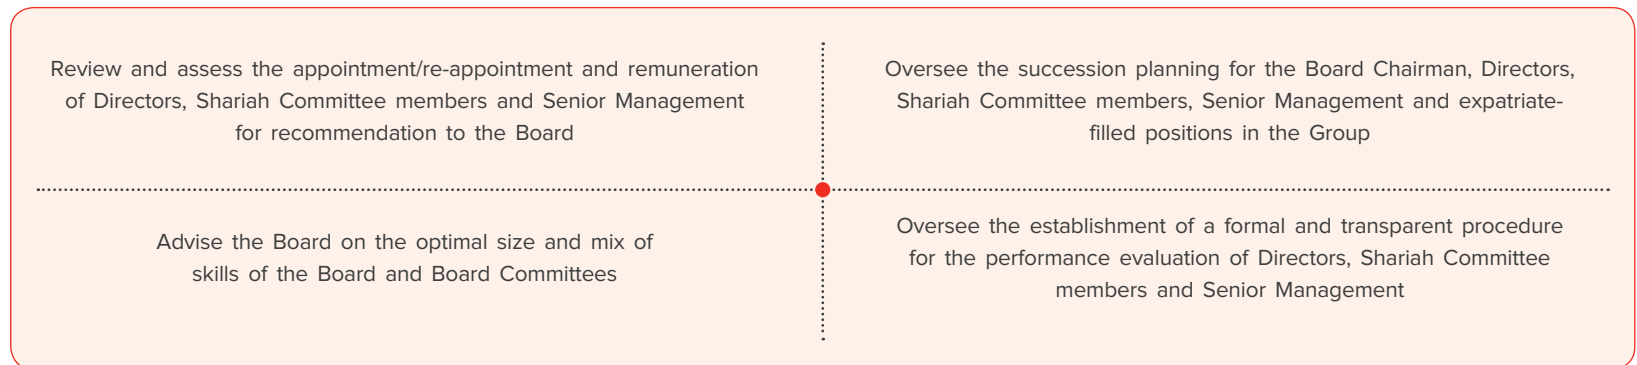 Review and assess the appointment/re-appointment and remuneration
of Directors, Shariah Committee members and Senior Management
for recommendation to the Board
Oversee the succession planning for the Board Chairman, Directors,
Shariah Committee members, Senior Management and expatriate-
filled positions in the Group
Advise the Board on the optimal size and mix of
skills of the Board and Board Committees
Oversee the establishment of a formal and transparent procedure
for the performance evaluation of Directors, Shariah Committee
members and Senior Management